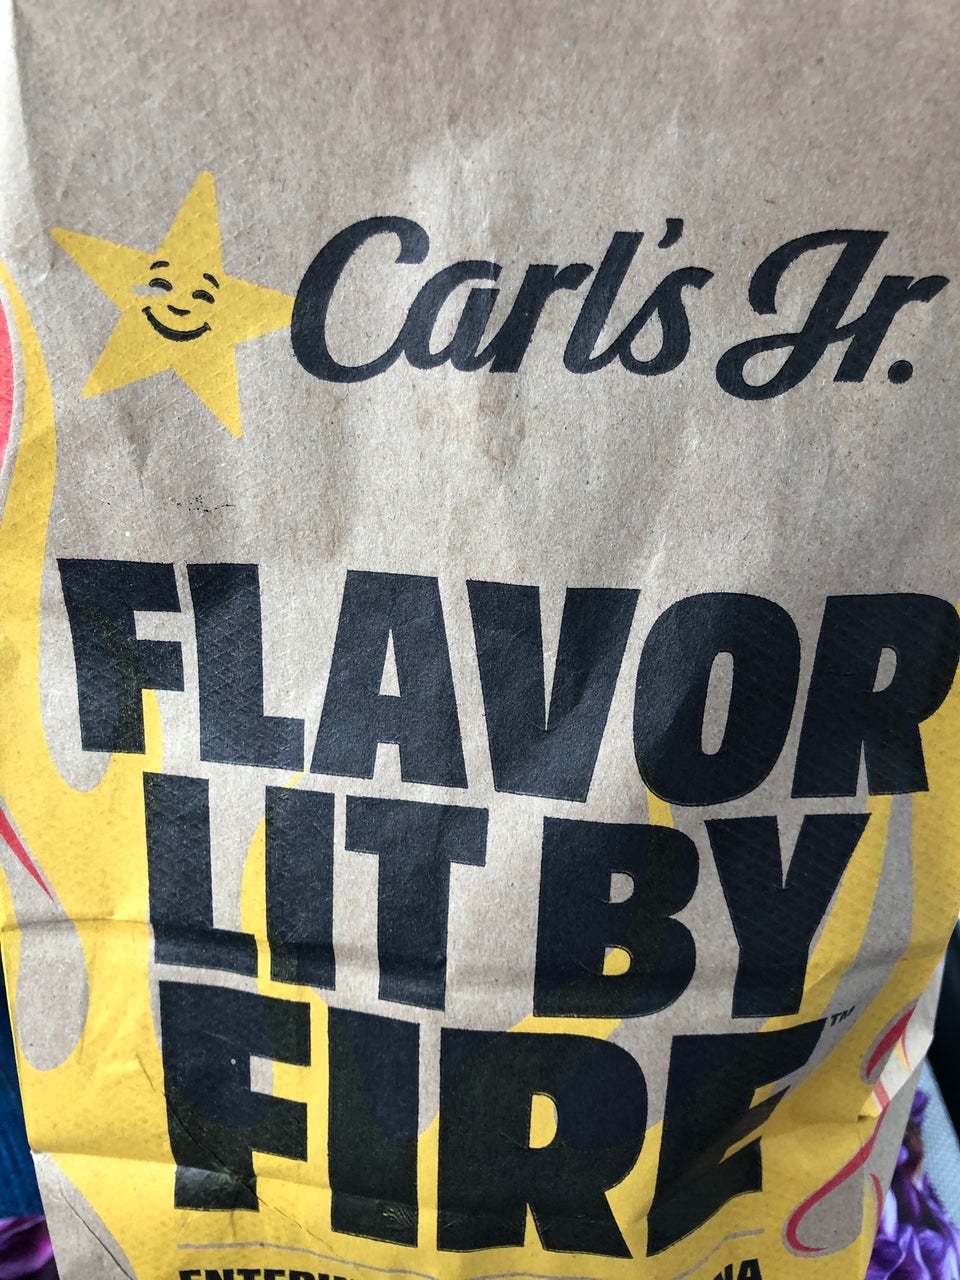 Carl's Jr.
FLAVOR
LIT BY
FIRE™